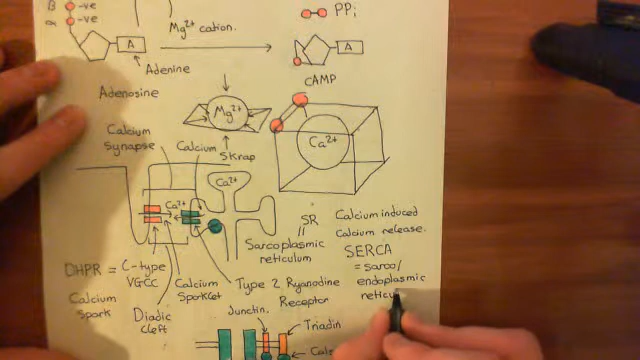 β -ve
α -ve
A
Adenine
Adenosine
Mg2+ cation.
PPi
A
cAMP
Mg2+
Ca2+
Calcium
Synapse
Calcium
Skrap
Ca2+
Ca2+
SR
=
Calcium induced
Calcium release.
Sarcoplasmic
reticulum
SERCA
= sarco/
endoplasmic
reticu
DHPR = L-type
VGCC
Calcium
Spark
Diadic
Cleft
Calcium
Sparklet
Type 2 Ryanodine
Receptor
Junctin.
Triadin
Cals